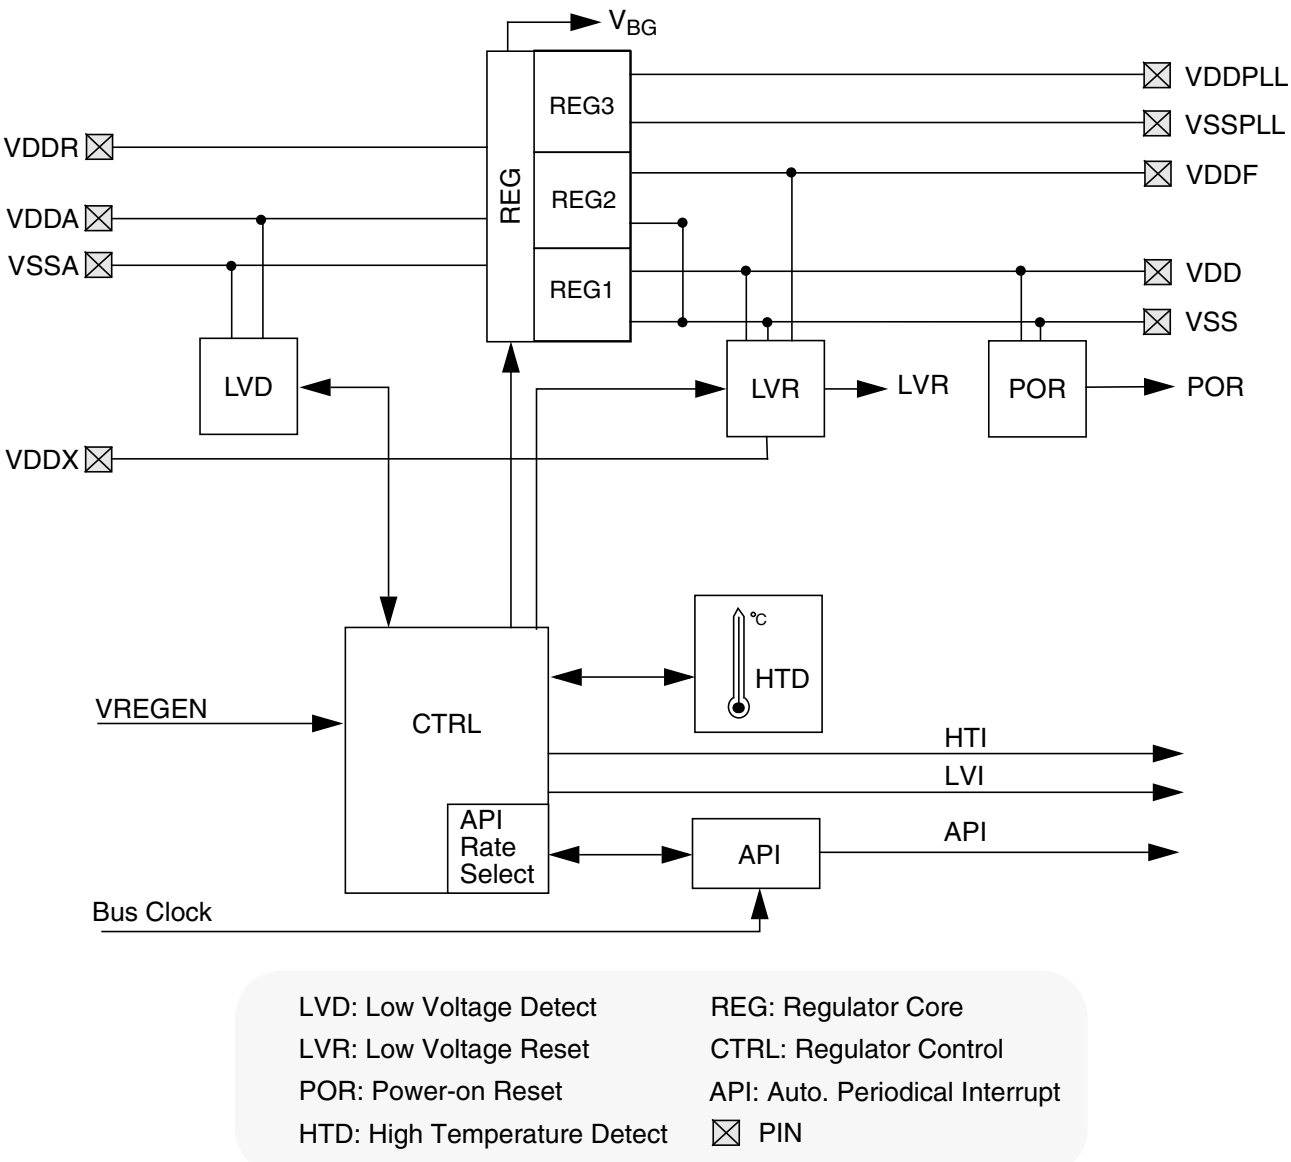 VBG
VDDPLL
REG3
VSSPLL
VDDR
VDDF
REG
REG2
VDDA
VSSA
VDD
REG1
VSS
LVD
LVR
LVR
POR
POR
VDDX
°C
HTD
VREGEN
CTRL
HTI
LVI
API
Rate
Select
API
API
Bus Clock
LVD: Low Voltage Detect
LVR: Low Voltage Reset
POR: Power-on Reset
HTD: High Temperature Detect
REG: Regulator Core
CTRL: Regulator Control
API: Auto. Periodical Interrupt
PIN